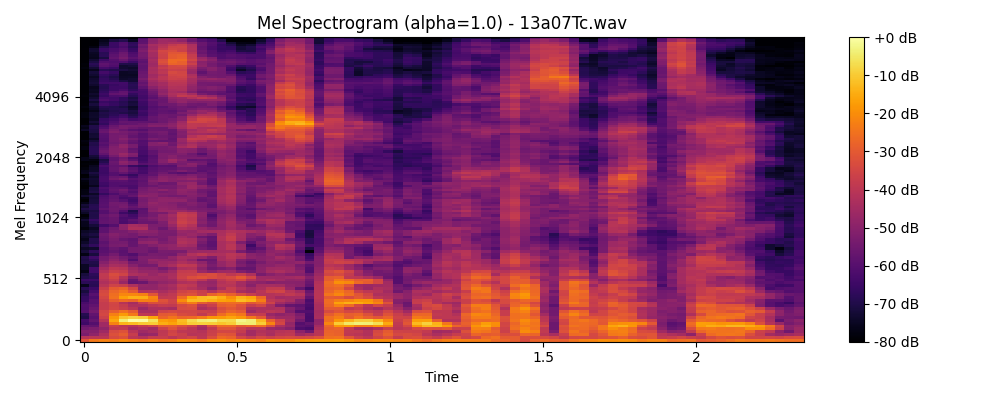 Mel Spectrogram (alpha=1.0) - 13a07Tc.wav
Mel Frequency
4096
2048
1024
512
0
0
0.5
1
1.5
2
Time
+0 dB
-10 dB
-20 dB
-30 dB
-40 dB
-50 dB
-60 dB
-70 dB
-80 dB